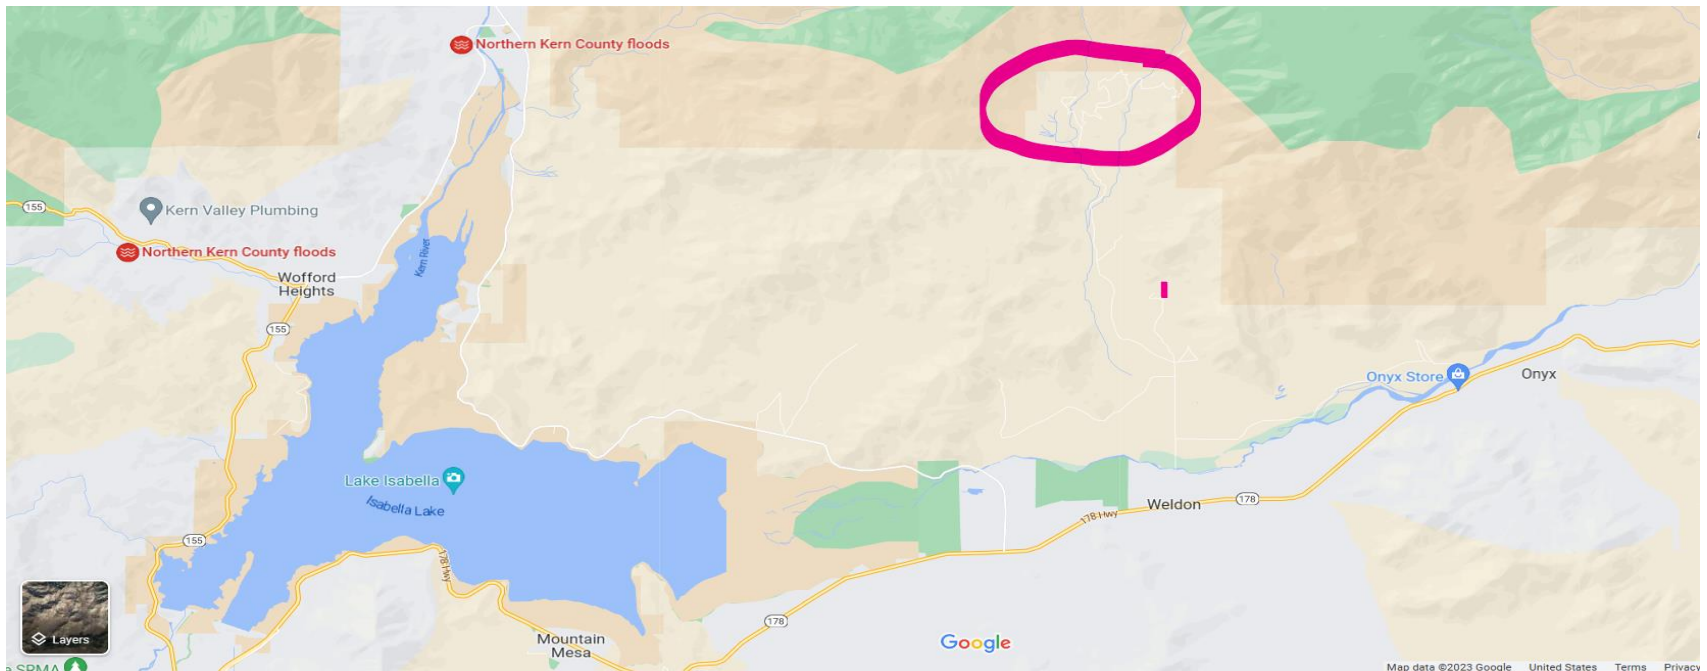 Northern Kern County floods
155
Kern Valley Plumbing
Northern Kern County floods
Kern River
Wofford
Heights
155
Onyx Store
Onyx
Lake Isabella
Isabella Lake
Weldon
178
178 Hwy
155
178 Hwy
178
Mountain
Mesa
Layers
Google
e SRMA
Map data ©2023 Google United States Terms Privacy